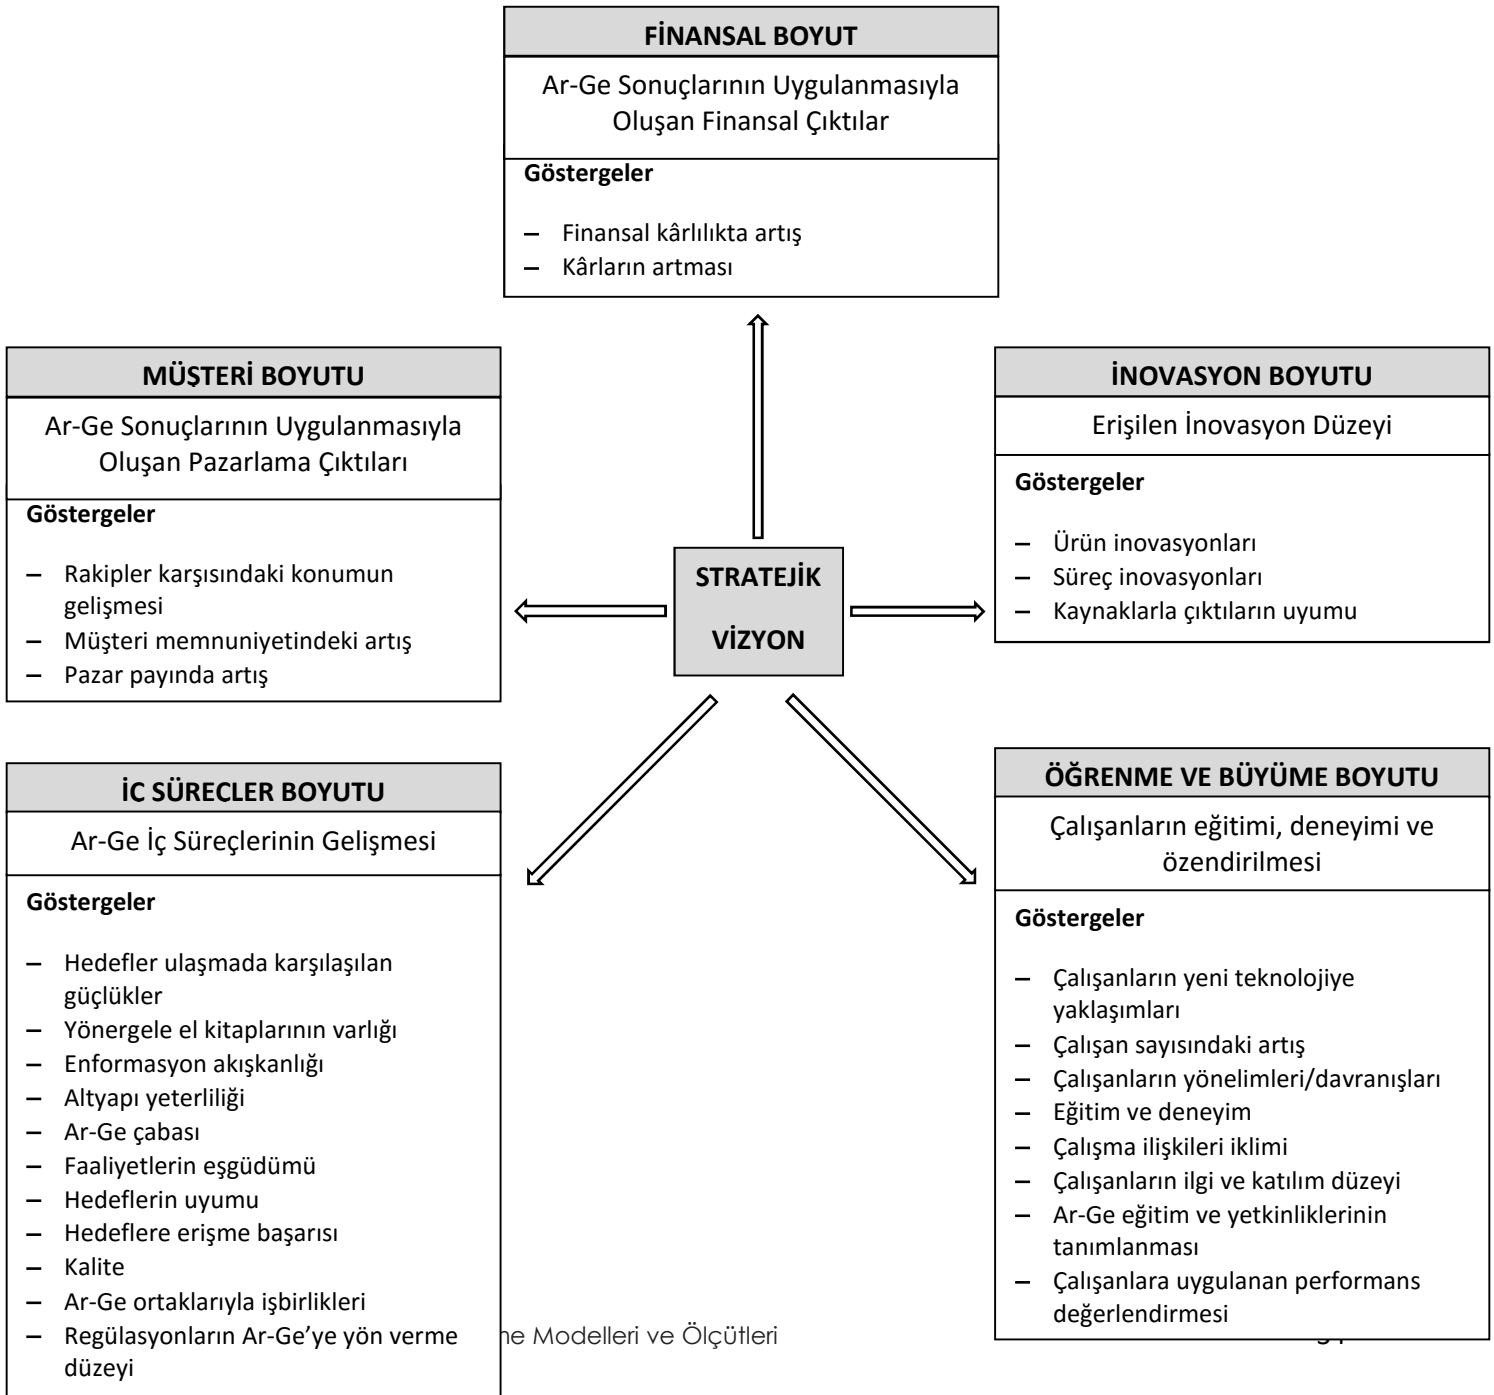 FİNANSAL BOYUT
Ar-Ge Sonuçlarının Uygulanmasıyla
Oluşan Finansal Çıktılar
Göstergeler
– Finansal kârlılıkta artış
– Kârların artması
MÜŞTERİ BOYUTU
Ar-Ge Sonuçlarının Uygulanmasıyla
Oluşan Pazarlama Çıktıları
Göstergeler
– Rakipler karşısındaki konumun
gelişmesi
– Müşteri memnuniyetindeki artış
– Pazar payında artış
İNOVASYON BOYUTU
Erişilen İnovasyon Düzeyi
Göstergeler
– Ürün inovasyonları
– Süreç inovasyonları
– Kaynaklarla çıktıların uyumu
STRATEJİK
VİZYON
İC SÜRECLER BOYUTU
Ar-Ge İç Süreçlerinin Gelişmesi
Göstergeler
– Hedefler ulaşmada karşılaşılan
güçlükler
– Yönergele el kitaplarının varlığı
– Enformasyon akışkanlığı
– Altyapı yeterliliği
– Ar-Ge çabası
– Faaliyetlerin eşgüdümü
– Hedeflerin uyumu
– Hedeflere erişme başarısı
– Kalite
– Ar-Ge ortaklarıyla işbirlikleri
– Regülasyonların Ar-Ge’ye yön verme
düzeyi
ÖĞRENME VE BÜYÜME BOYUTU
Çalışanların eğitimi, deneyimi ve
özendirilmesi
Göstergeler
– Çalışanların yeni teknolojiye
yaklaşımları
– Çalışan sayısındaki artış
– Çalışanların yönelimleri/davranışları
– Eğitim ve deneyim
– Çalışma ilişkileri iklimi
– Çalışanların ilgi ve katılım düzeyi
– Ar-Ge eğitim ve yetkinliklerinin
tanımlanması
– Çalışanlara uygulanan performans
değerlendirmesi
Modelleri ve Ölçütleri